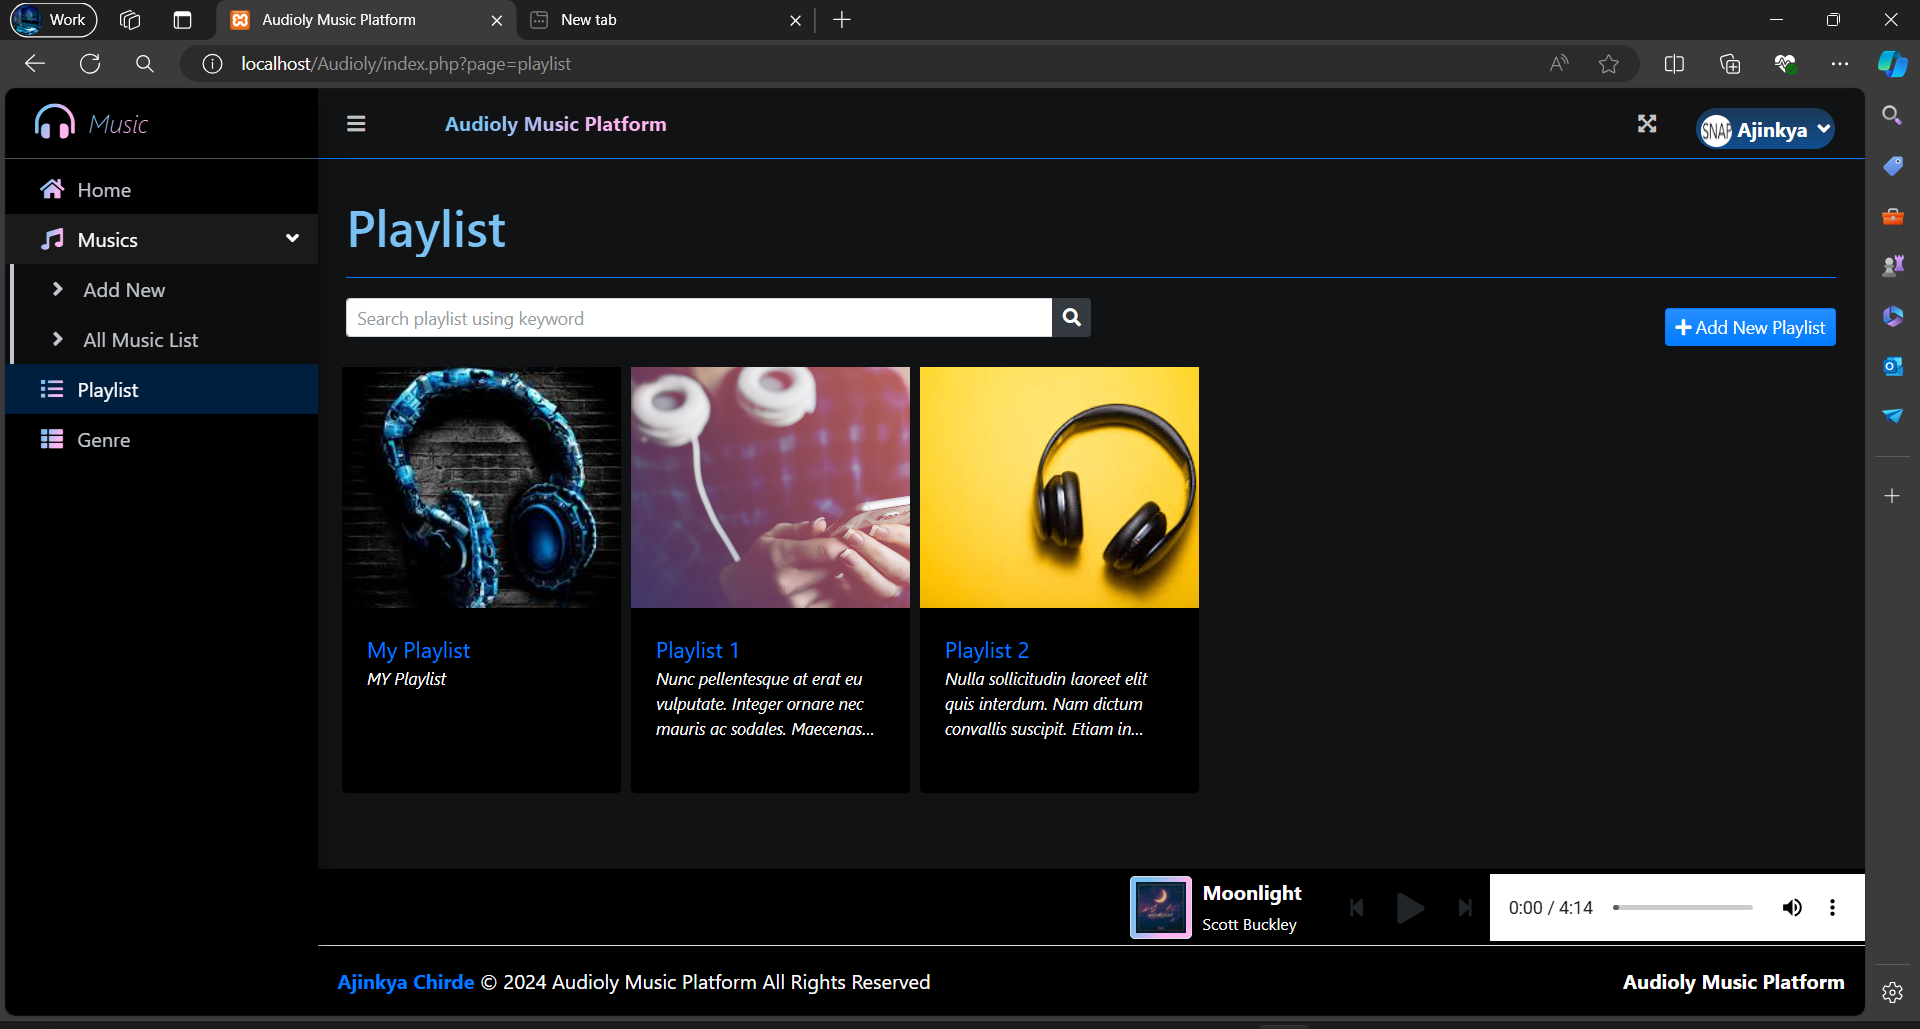 Work
Audioly Music Platform
New tab
localhost/Audioly/index.php?page=playlist
Music
Audioly Music Platform
SNAP
Ajinkya
Home
Musics
Add New
All Music List
Playlist
Genre
Playlist
Search playlist using keyword
Add New Playlist
My Playlist
MY Playlist
Playlist 1
Nunc pellentesque at erat eu
vulputate. Integer ornare nec
mauris ac sodales. Maecenas...
Playlist 2
Nulla sollicitudin laoreet elit
quis interdum. Nam dictum
convallis suscipit. Etiam in...
MOONLIGHT
Moonlight
Scott Buckley
0:00 / 4:14
Ajinkya Chirde © 2024 Audioly Music Platform All Rights Reserved
Audioly Music Platform